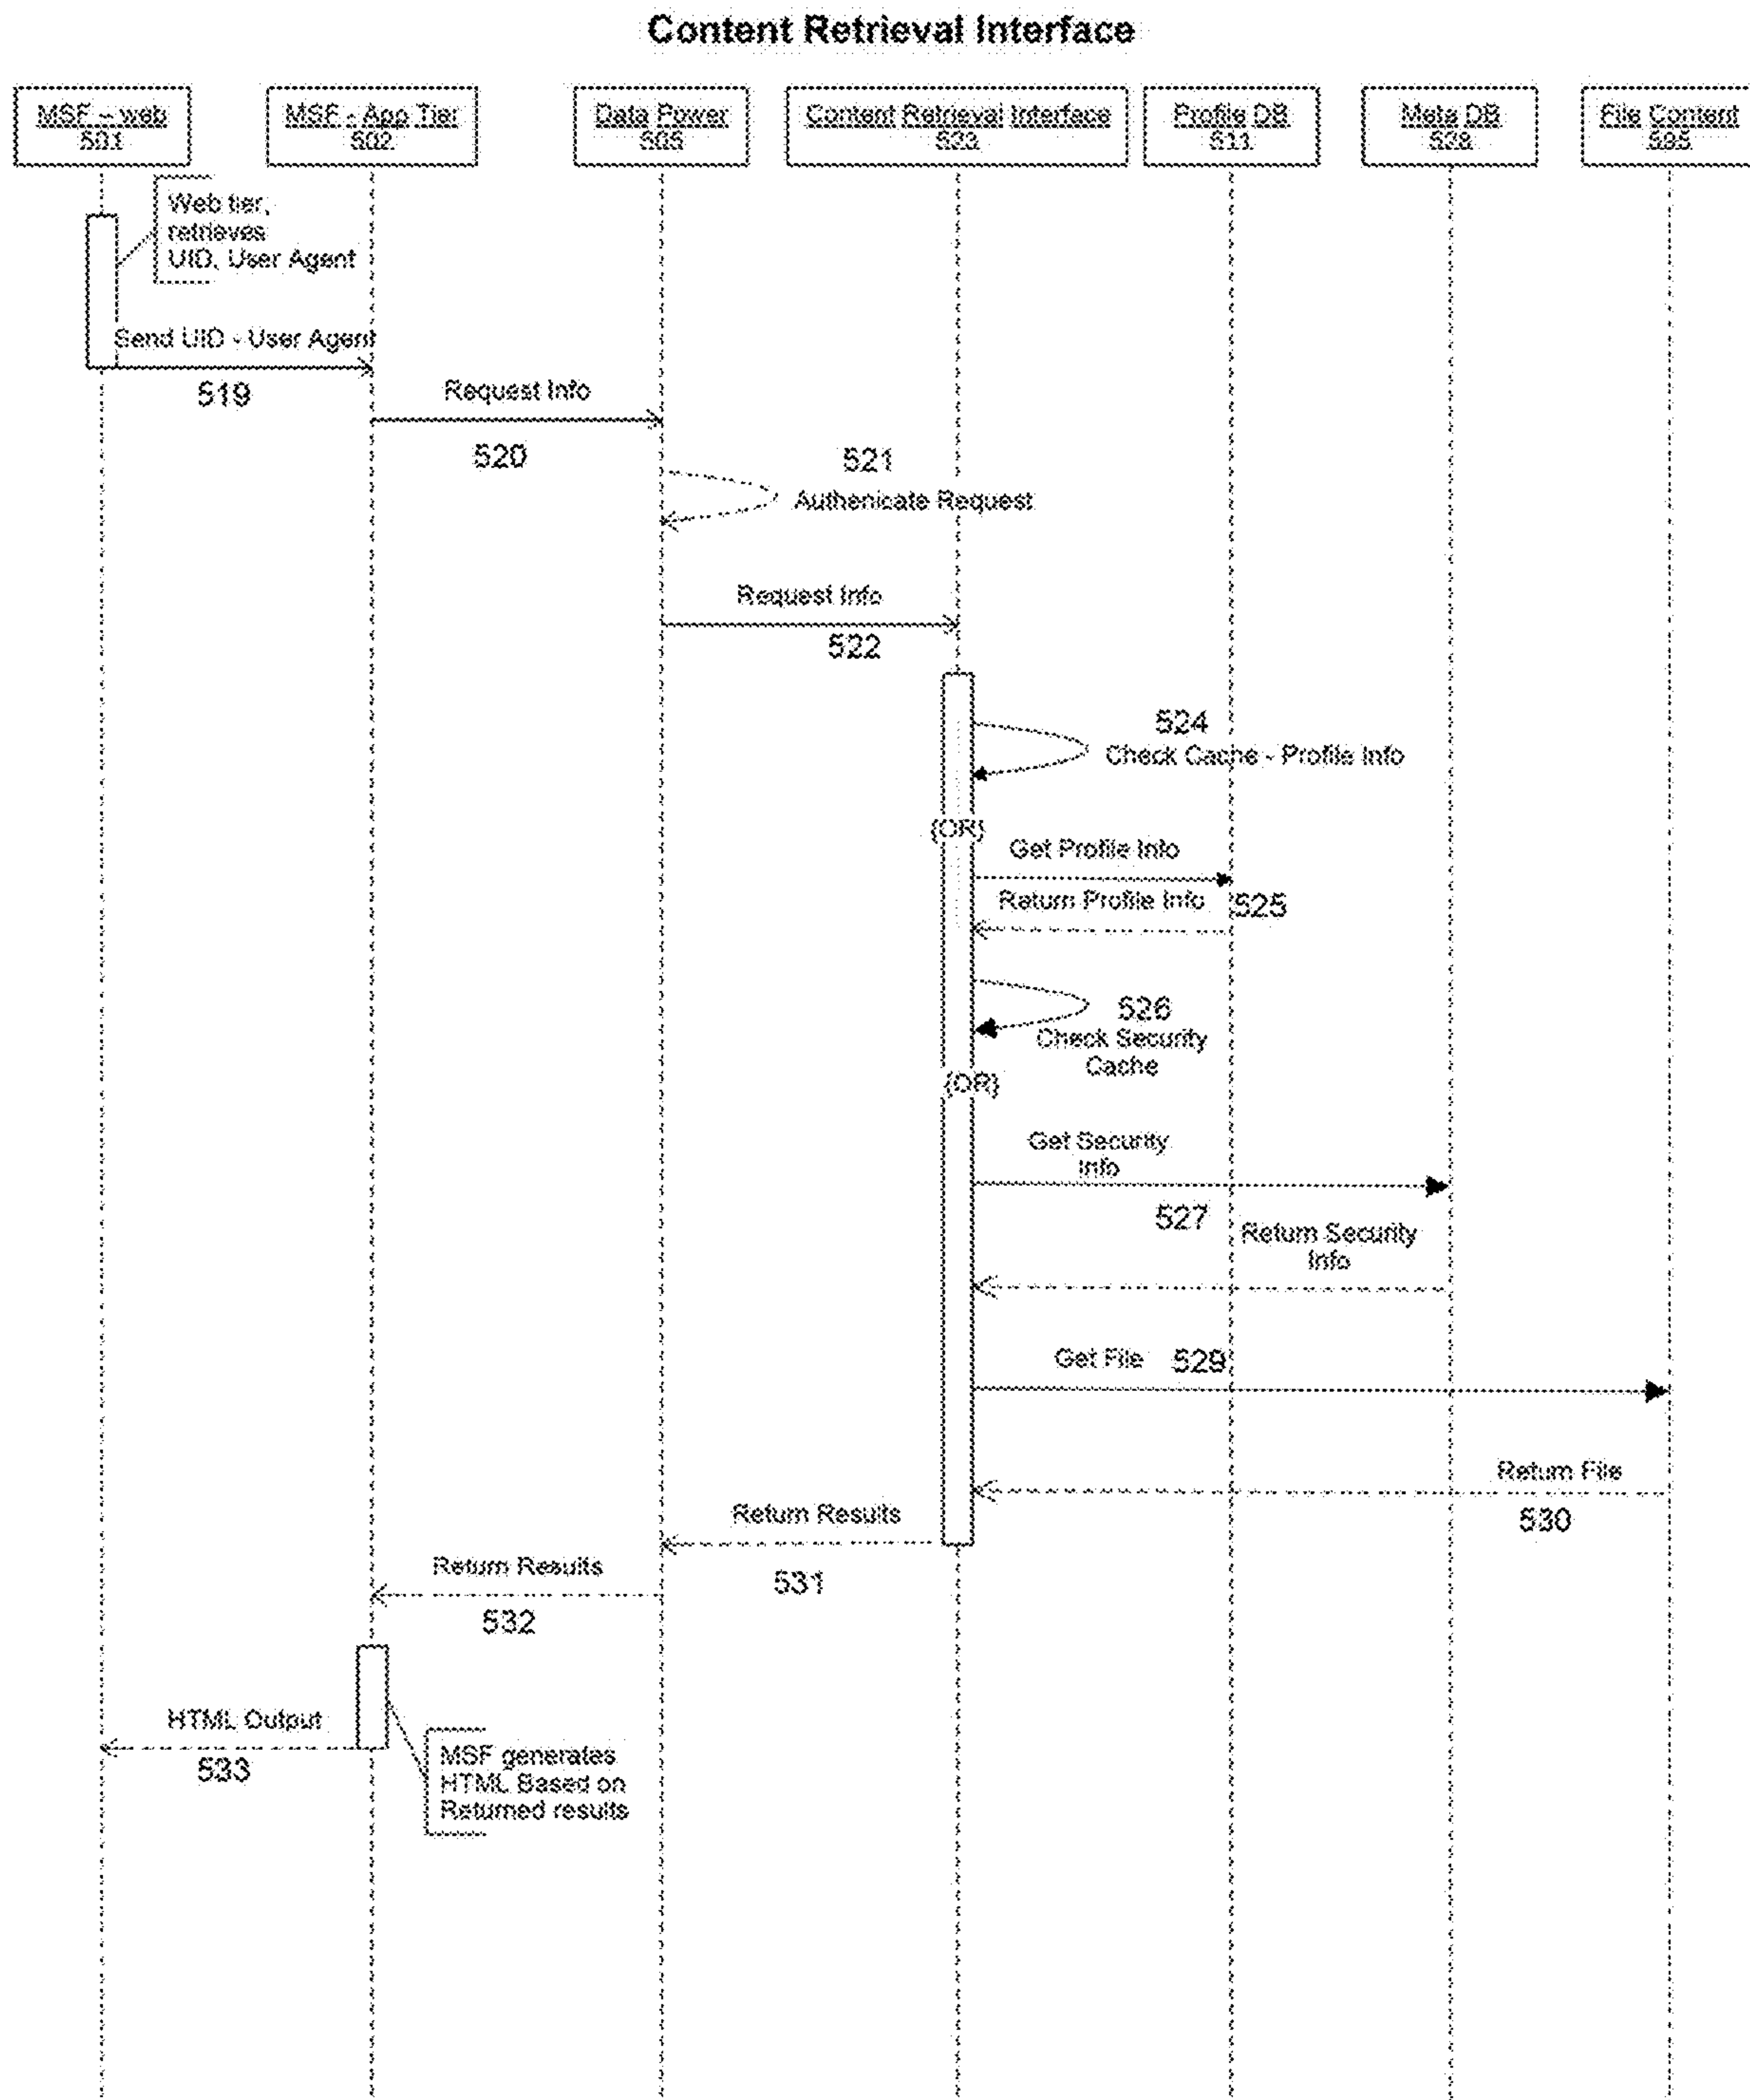 Content Retrieval Interface
MSF – web
501
MSF - App Tier
502
Data Power
505
Content Retrieval Interface
523
Profile DB
511
Meta DB
528
File Content
Web tier,
retrieves
UID, User Agent
Send UID - User Agent
519
Request Info
520
521
Authenicate Request
Request Info
522
524
Check Cache - Profile Info
{OR}
Get Profile Info
Return Profile Info
525
526
Check Security
Cache
{OR}
Get Security
Info
527
Return Security
Info
Get File 529
Return File
530
Return Results
531
Return Results
532
HTML Output
533
MSF generates
HTML Based on
Returned results